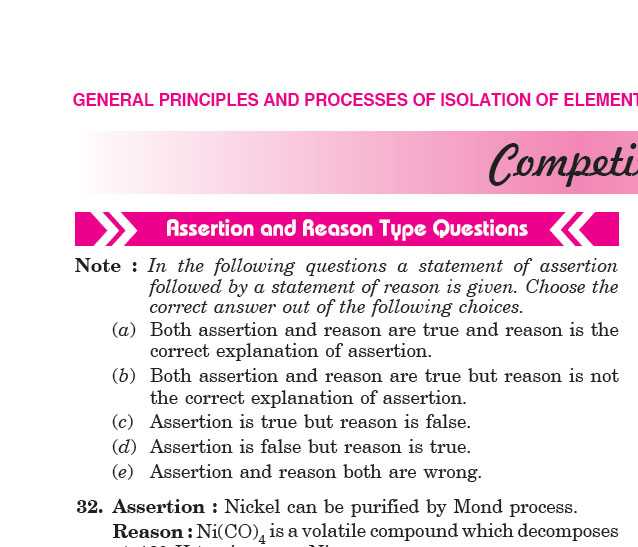 GENERAL PRINCIPLES AND PROCESSES OF ISOLATION OF ELEMENT
Assertion and Reason Type Questions
Note : In the following questions a statement of assertion
followed by a statement of reason is given. Choose the
correct answer out of the following choices.
(a) Both assertion and reason are true and reason is the
correct explanation of assertion.
(b) Both assertion and reason are true but reason is not
the correct explanation of assertion.
(c) Assertion is true but reason is false.
(d) Assertion is false but reason is true.
(e) Assertion and reason both are wrong.
32. Assertion : Nickel can be purified by Mond process.
Reason : Ni(CO)₄ is a volatile compound which decomposes